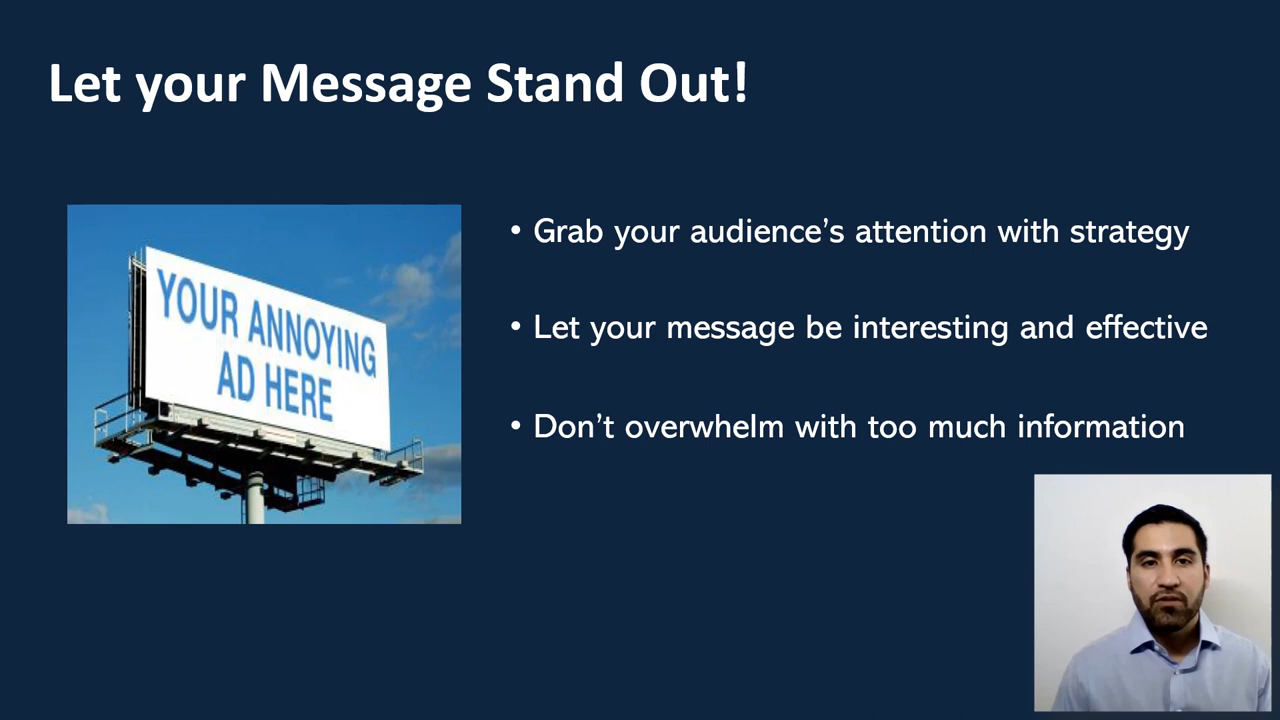 Let your Message Stand Out!
YOUR ANNOYING
AD HERE
• Grab your audience’s attention with strategy
• Let your message be interesting and effective
• Don’t overwhelm with too much information